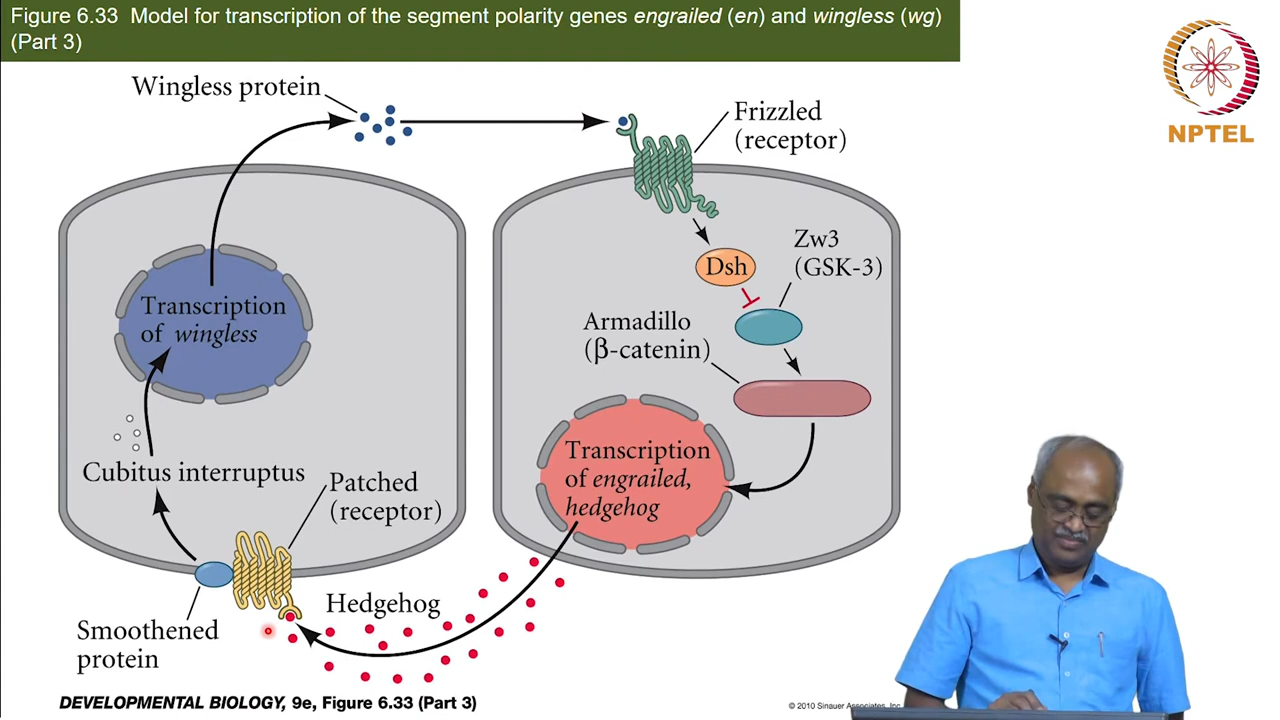 Figure 6.33 Model for transcription of the segment polarity genes engrailed (en) and wingless (wg)
(Part 3)
NPTEL
Wingless protein
Frizzled
(receptor)
Zw3
(GSK-3)
Dsh
Armadillo
(β-catenin)
Transcription
of wingless
Transcription
of engrailed,
hedgehog
Cubitus interruptus
Patched
(receptor)
Hedgehog
Smoothened
protein
DEVELOPMENTAL BIOLOGY, 9e, Figure 6.33 (Part 3)
© 2010 Sinauer Associates, Inc.